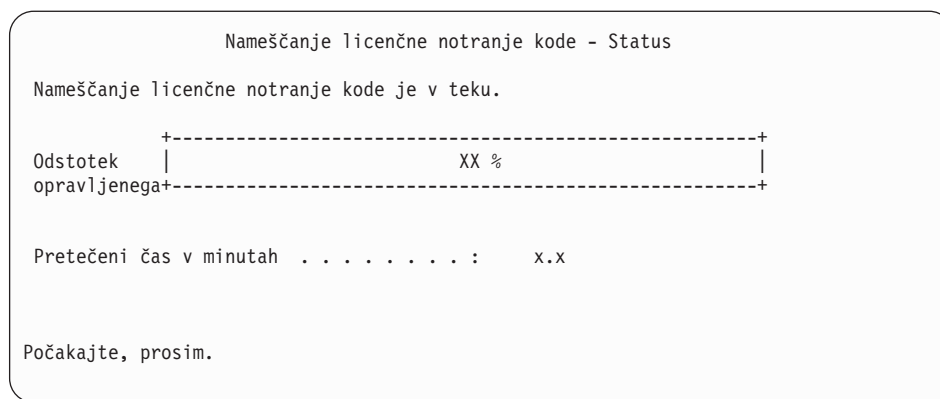 Nameščanje licenčne notranje kode - Status
Nameščanje licenčne notranje kode je v teku.
+------------------------------------------------------+
Odstotek | XX % |
opravljenega+------------------------------------------------------+
Pretečeni čas v minutah . . . . . . . . : x.x
Počakajte, prosim.